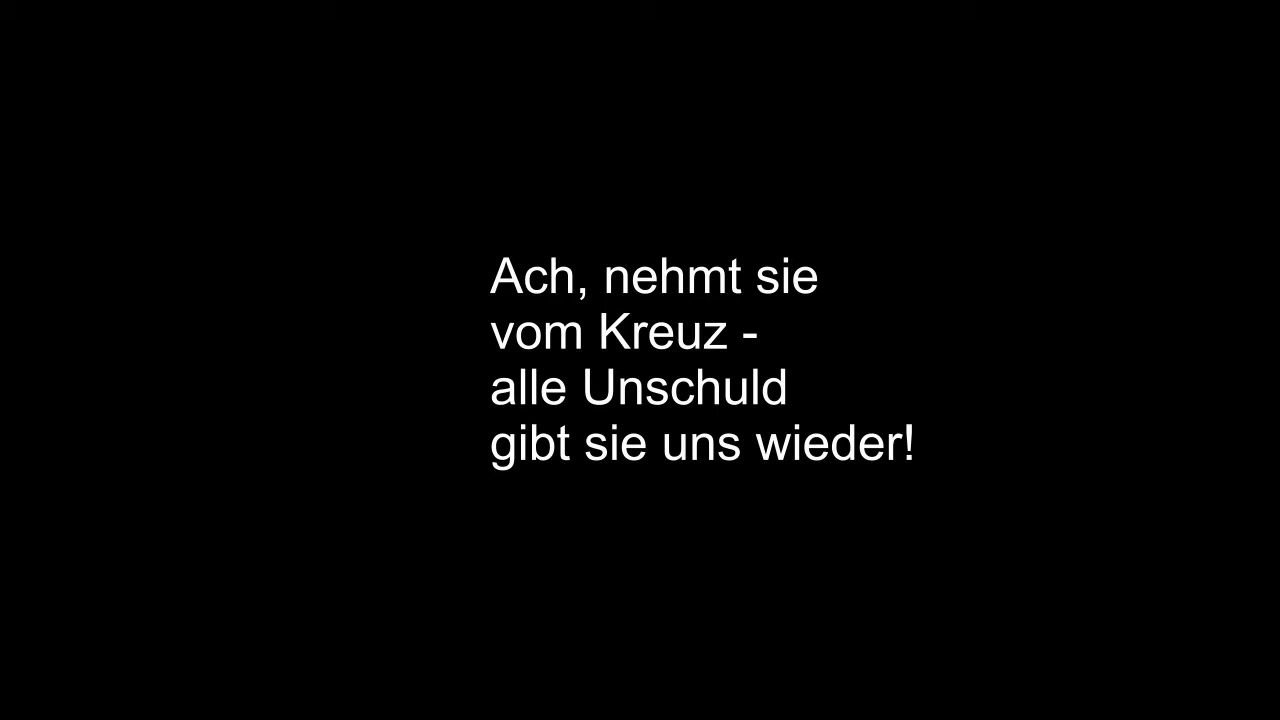 Ach, nehmt sie
vom Kreuz -
alle Unschuld
gibt sie uns wieder!